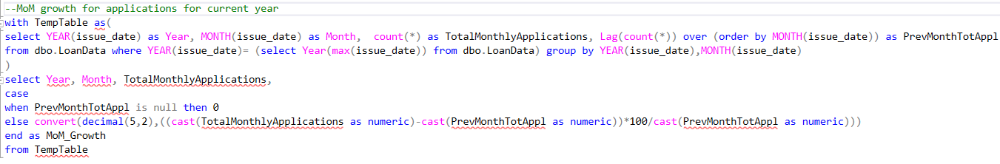 --MoM growth for applications for current year
with TempTable as(
select YEAR(issue_date) as Year, MONTH(issue_date) as Month,  count(*) as TotalMonthlyApplications, Lag(count(*)) over (order by MONTH(issue_date)) as PrevMonthTotAppl
from dbo.LoanData where YEAR(issue_date)= (select Year(max(issue_date)) from dbo.LoanData) group by YEAR(issue_date),MONTH(issue_date)
)
select Year, Month, TotalMonthlyApplications,
case
when PrevMonthTotAppl is null then 0
else convert(decimal(5,2),((cast(TotalMonthlyApplications as numeric)-cast(PrevMonthTotAppl as numeric))*100/cast(PrevMonthTotAppl as numeric)))
end as MoM_Growth
from TempTable